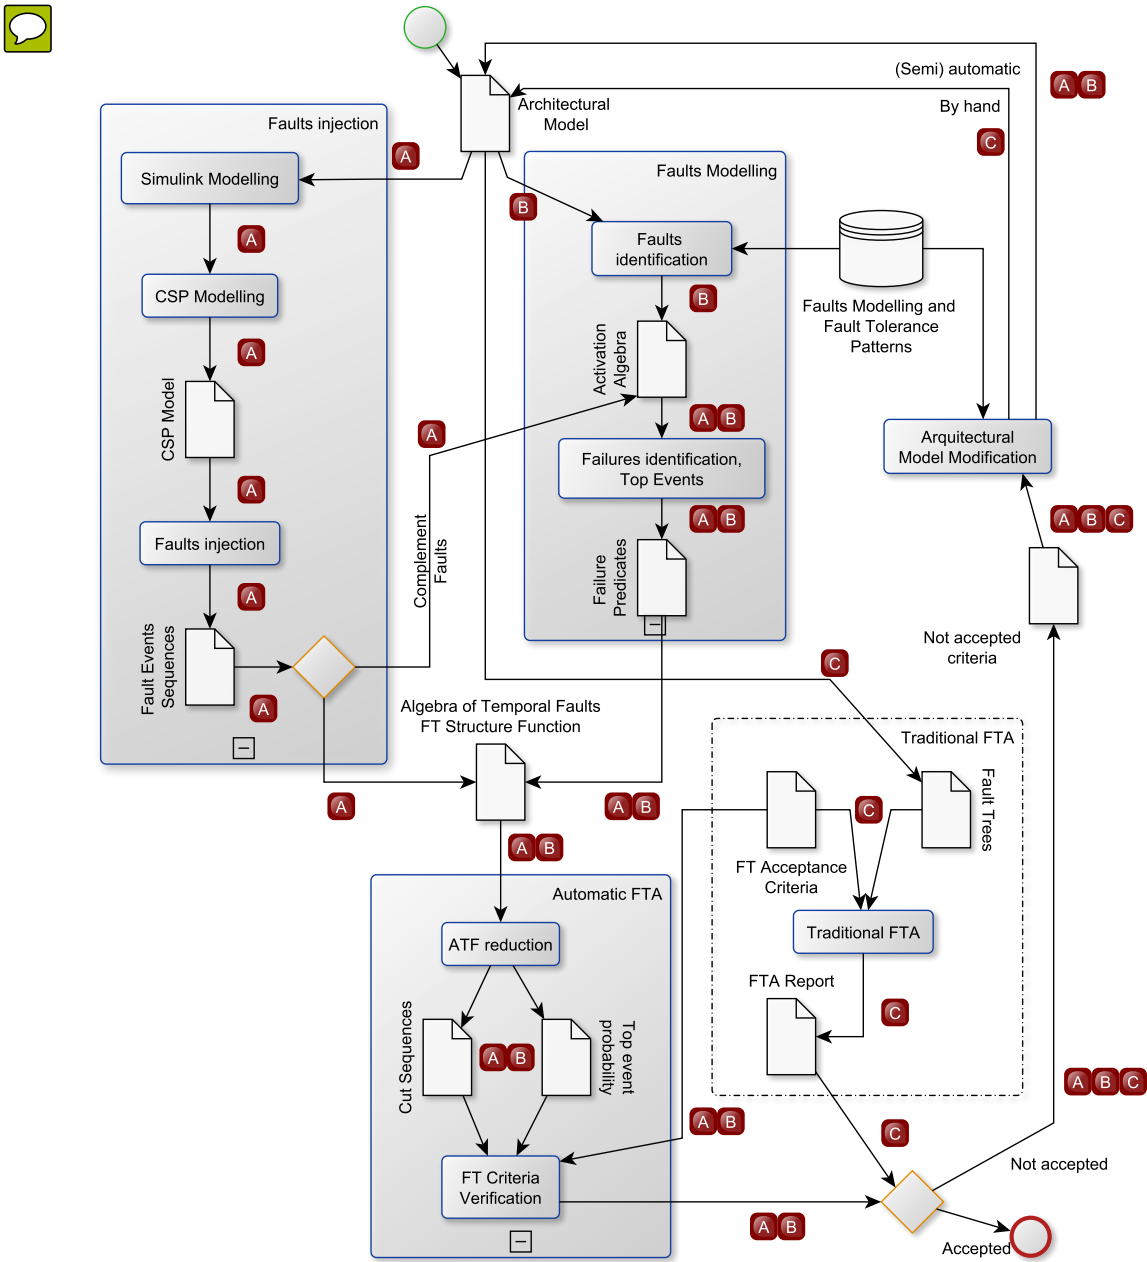 (Semi) automatic
A B
By hand
C
Architectural
Model
Faults injection
A
Simulink Modelling
A
CSP Modelling
A
CSP Model
A
Faults injection
A
Fault Events
Sequences
A
Faults Modelling
B
Faults
identification
B
Activation
Algebra
A B
Failures identification,
Top Events
A B
Failure
Predicates
A
Complement
Faults
Faults Modelling and
Fault Tolerance
Patterns
Arquitectural
Model Modification
A B C
Not accepted
criteria
C
Algebra of Temporal Faults
FT Structure Function
A
A B
A B
Traditional FTA
Fault Trees
C
FT Acceptance
Criteria
Traditional FTA
FTA Report
C
Automatic FTA
ATF reduction
Cut Sequences
A B
Top event
probability
A B
FT Criteria
Verification
C
A B C
Not accepted
A B
Accepted